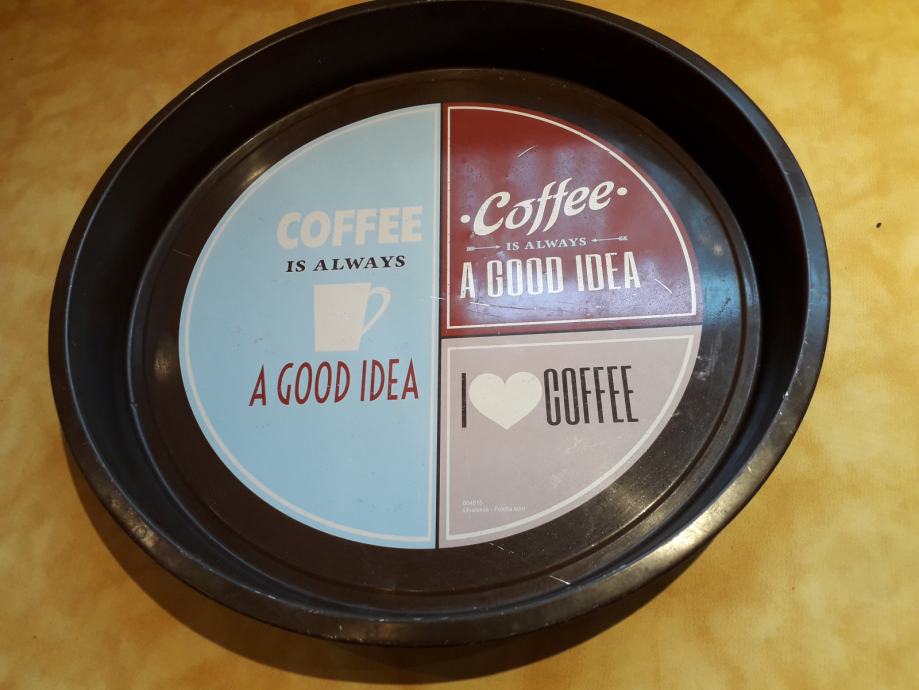 COFFEE
IS ALWAYS
A GOOD IDEA
·Coffee·
IS ALWAYS
A GOOD IDEA
I
COFFEE